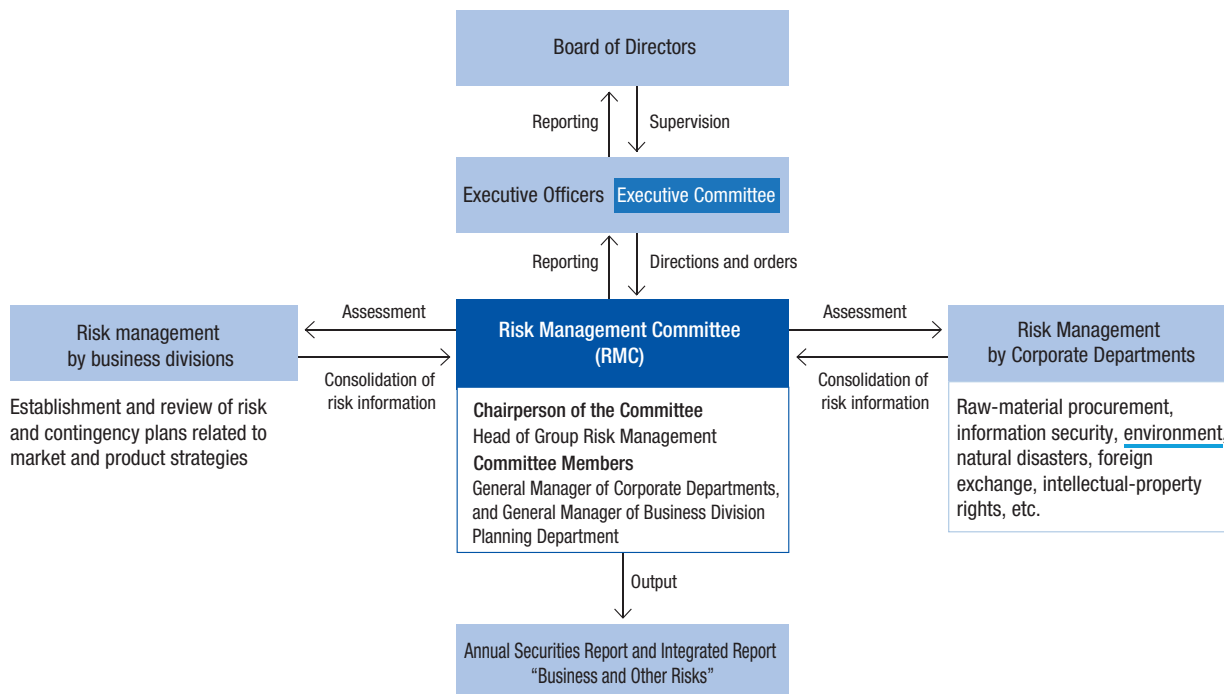 Board of Directors
Reporting
Supervision
Executive Officers
Executive Committee
Reporting
Directions and orders
Assessment
Risk Management Committee
(RMC)
Assessment
Risk management
by business divisions
Risk Management
by Corporate Departments
Consolidation of
risk information
Consolidation of
risk information
Establishment and review of risk
and contingency plans related to
market and product strategies
Chairperson of the Committee
Head of Group Risk Management
Committee Members
General Manager of Corporate Departments,
and General Manager of Business Division
Planning Department
Raw-material procurement,
information security, environment,
natural disasters, foreign
exchange, intellectual-property
rights, etc.
Output
Annual Securities Report and Integrated Report
“Business and Other Risks”